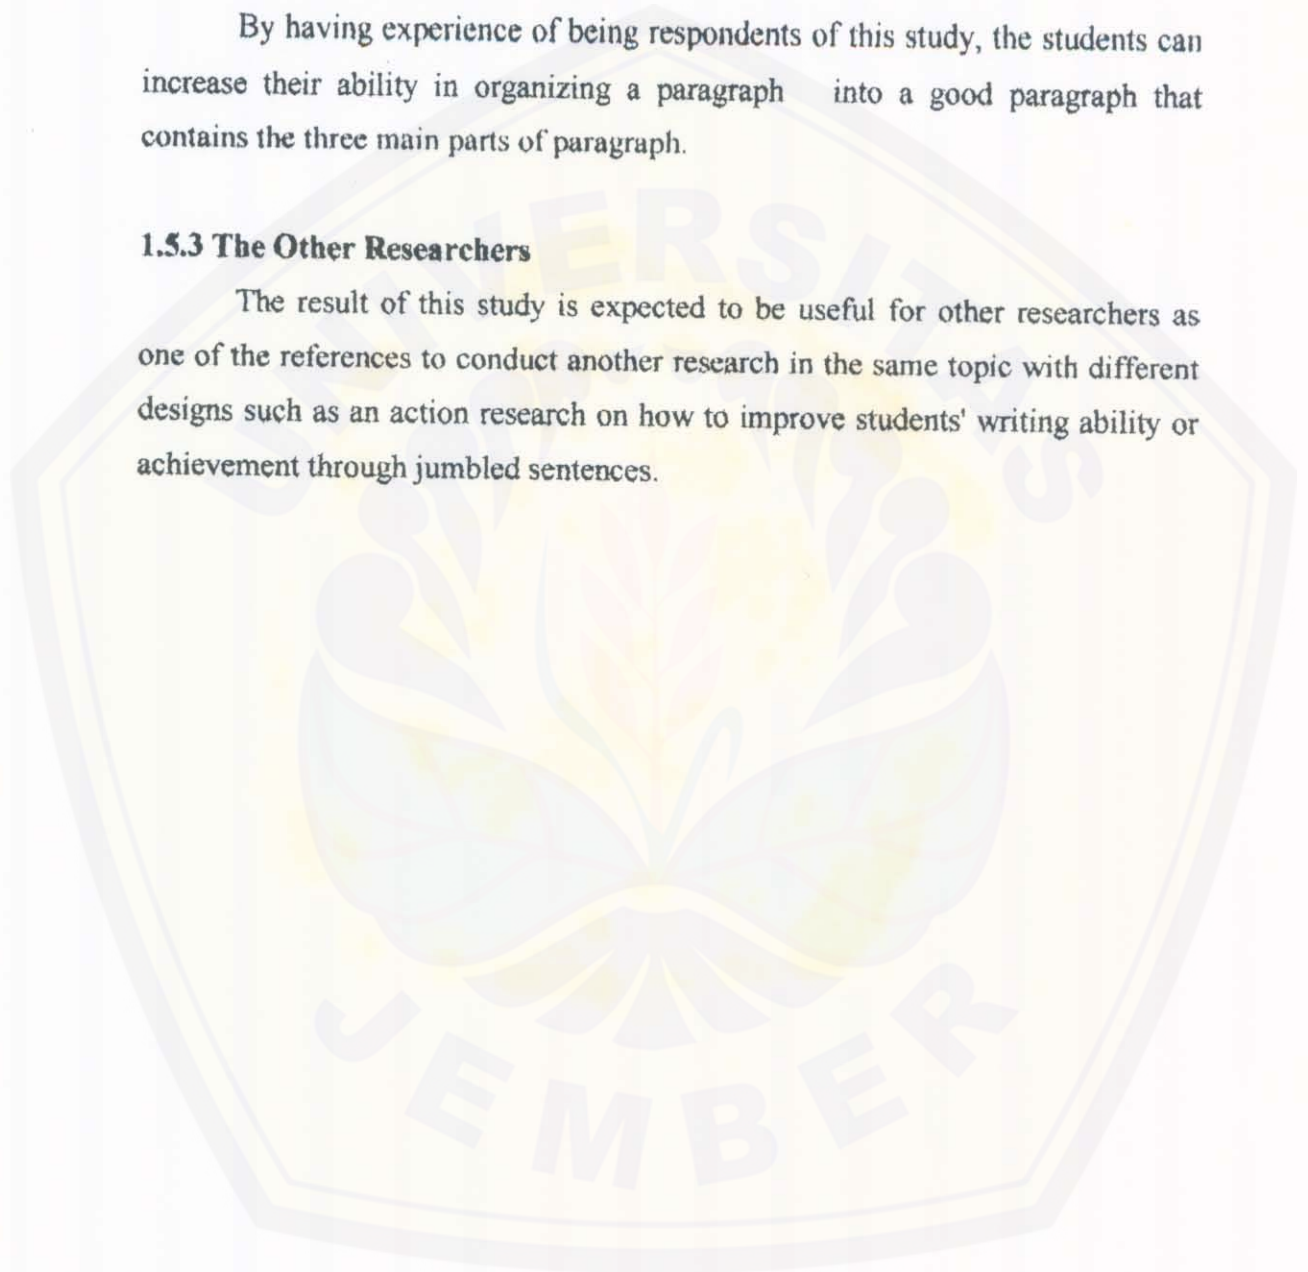 By having experience of being respondents of this study, the students can
increase their ability in organizing a paragraph into a good paragraph that
contains the three main parts of paragraph.
1.5.3 The Other Researchers
The result of this study is expected to be useful for other researchers as
one of the references to conduct another research in the same topic with different
designs such as an action research on how to improve students' writing ability or
achievement through jumbled sentences.
UNIVERSITAS
JEMBER